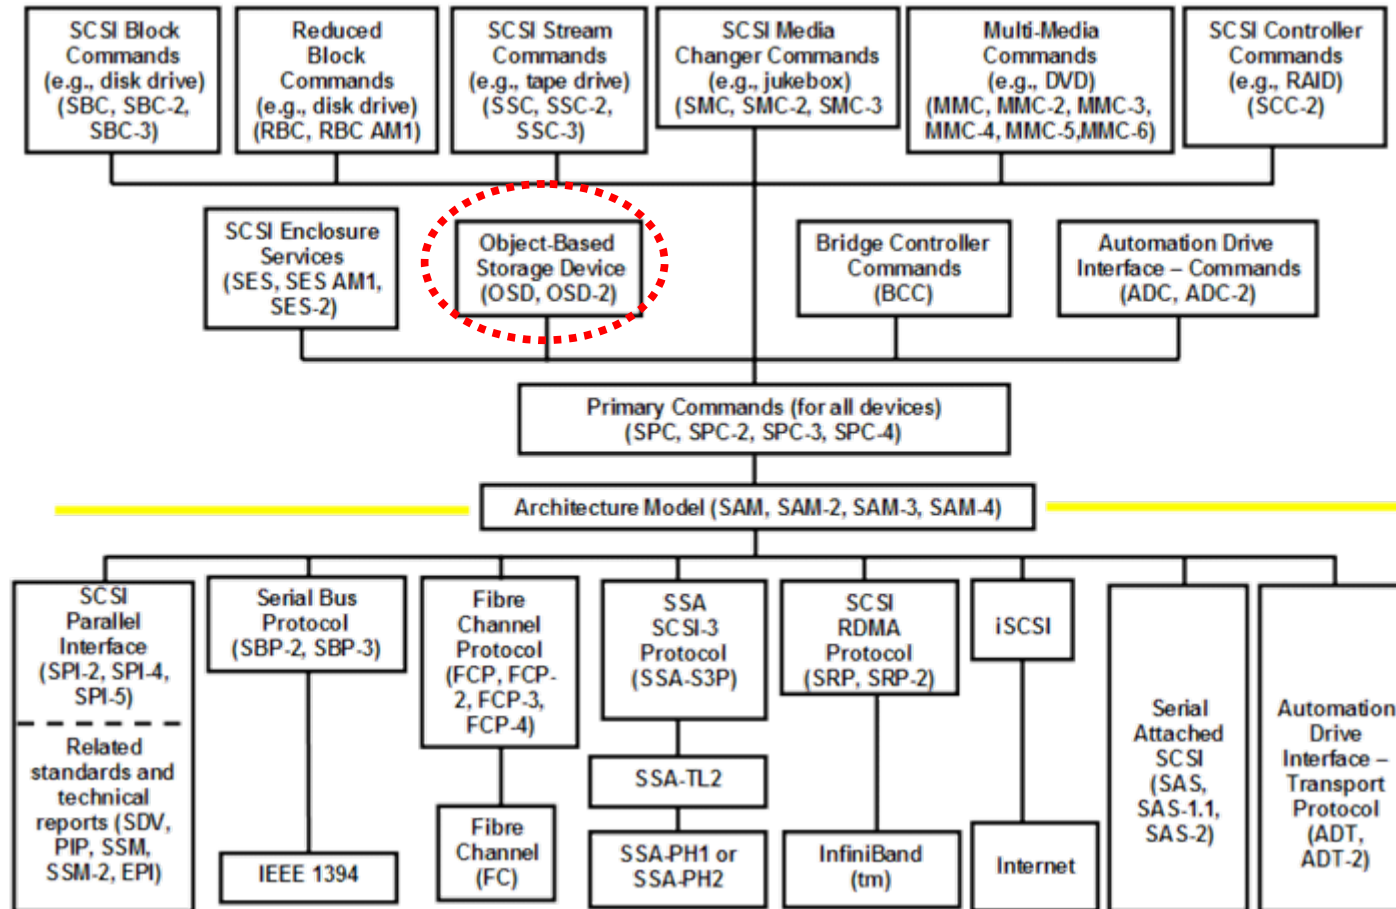 SCSI Block
Commands
(e.g., disk drive)
(SBC, SBC-2,
SBC-3)
Reduced
Block
Commands
(e.g., disk drive)
(RBC, RBC AM1)
SCSI Stream
Commands
(e.g., tape drive)
(SSC, SSC-2,
SSC-3)
SCSI Media
Changer Commands
(e.g., jukebox)
(SMC, SMC-2, SMC-3
Multi-Media
Commands
(e.g., DVD)
(MMC, MMC-2, MMC-3,
MMC-4, MMC-5,MMC-6)
SCSI Controller
Commands
(e.g., RAID)
(SCC-2)
SCSI Enclosure
Services
(SES, SES AM1,
SES-2)
Object-Based
Storage Device
(OSD, OSD-2)
Bridge Controller
Commands
(BCC)
Automation Drive
Interface – Commands
(ADC, ADC-2)
Primary Commands (for all devices)
(SPC, SPC-2, SPC-3, SPC-4)
Architecture Model (SAM, SAM-2, SAM-3, SAM-4)
SCSI
Parallel
Interface
(SPI-2, SPI-4,
SPI-5)
Related
standards and
technical
reports (SDV,
PIP, SSM,
SSM-2, EPI)
Serial Bus
Protocol
(SBP-2, SBP-3)
IEEE 1394
Fibre
Channel
Protocol
(FCP, FCP-
2, FCP-3,
FCP-4)
Fibre
Channel
(FC)
SSA
SCSI-3
Protocol
(SSA-S3P)
SSA-TL2
SSA-PH1 or
SSA-PH2
SCSI
RDMA
Protocol
(SRP, SRP-2)
InfiniBand
(tm)
iSCSI
Internet
Serial
Attached
SCSI
(SAS,
SAS-1.1,
SAS-2)
Automation
Drive
Interface –
Transport
Protocol
(ADT,
ADT-2)